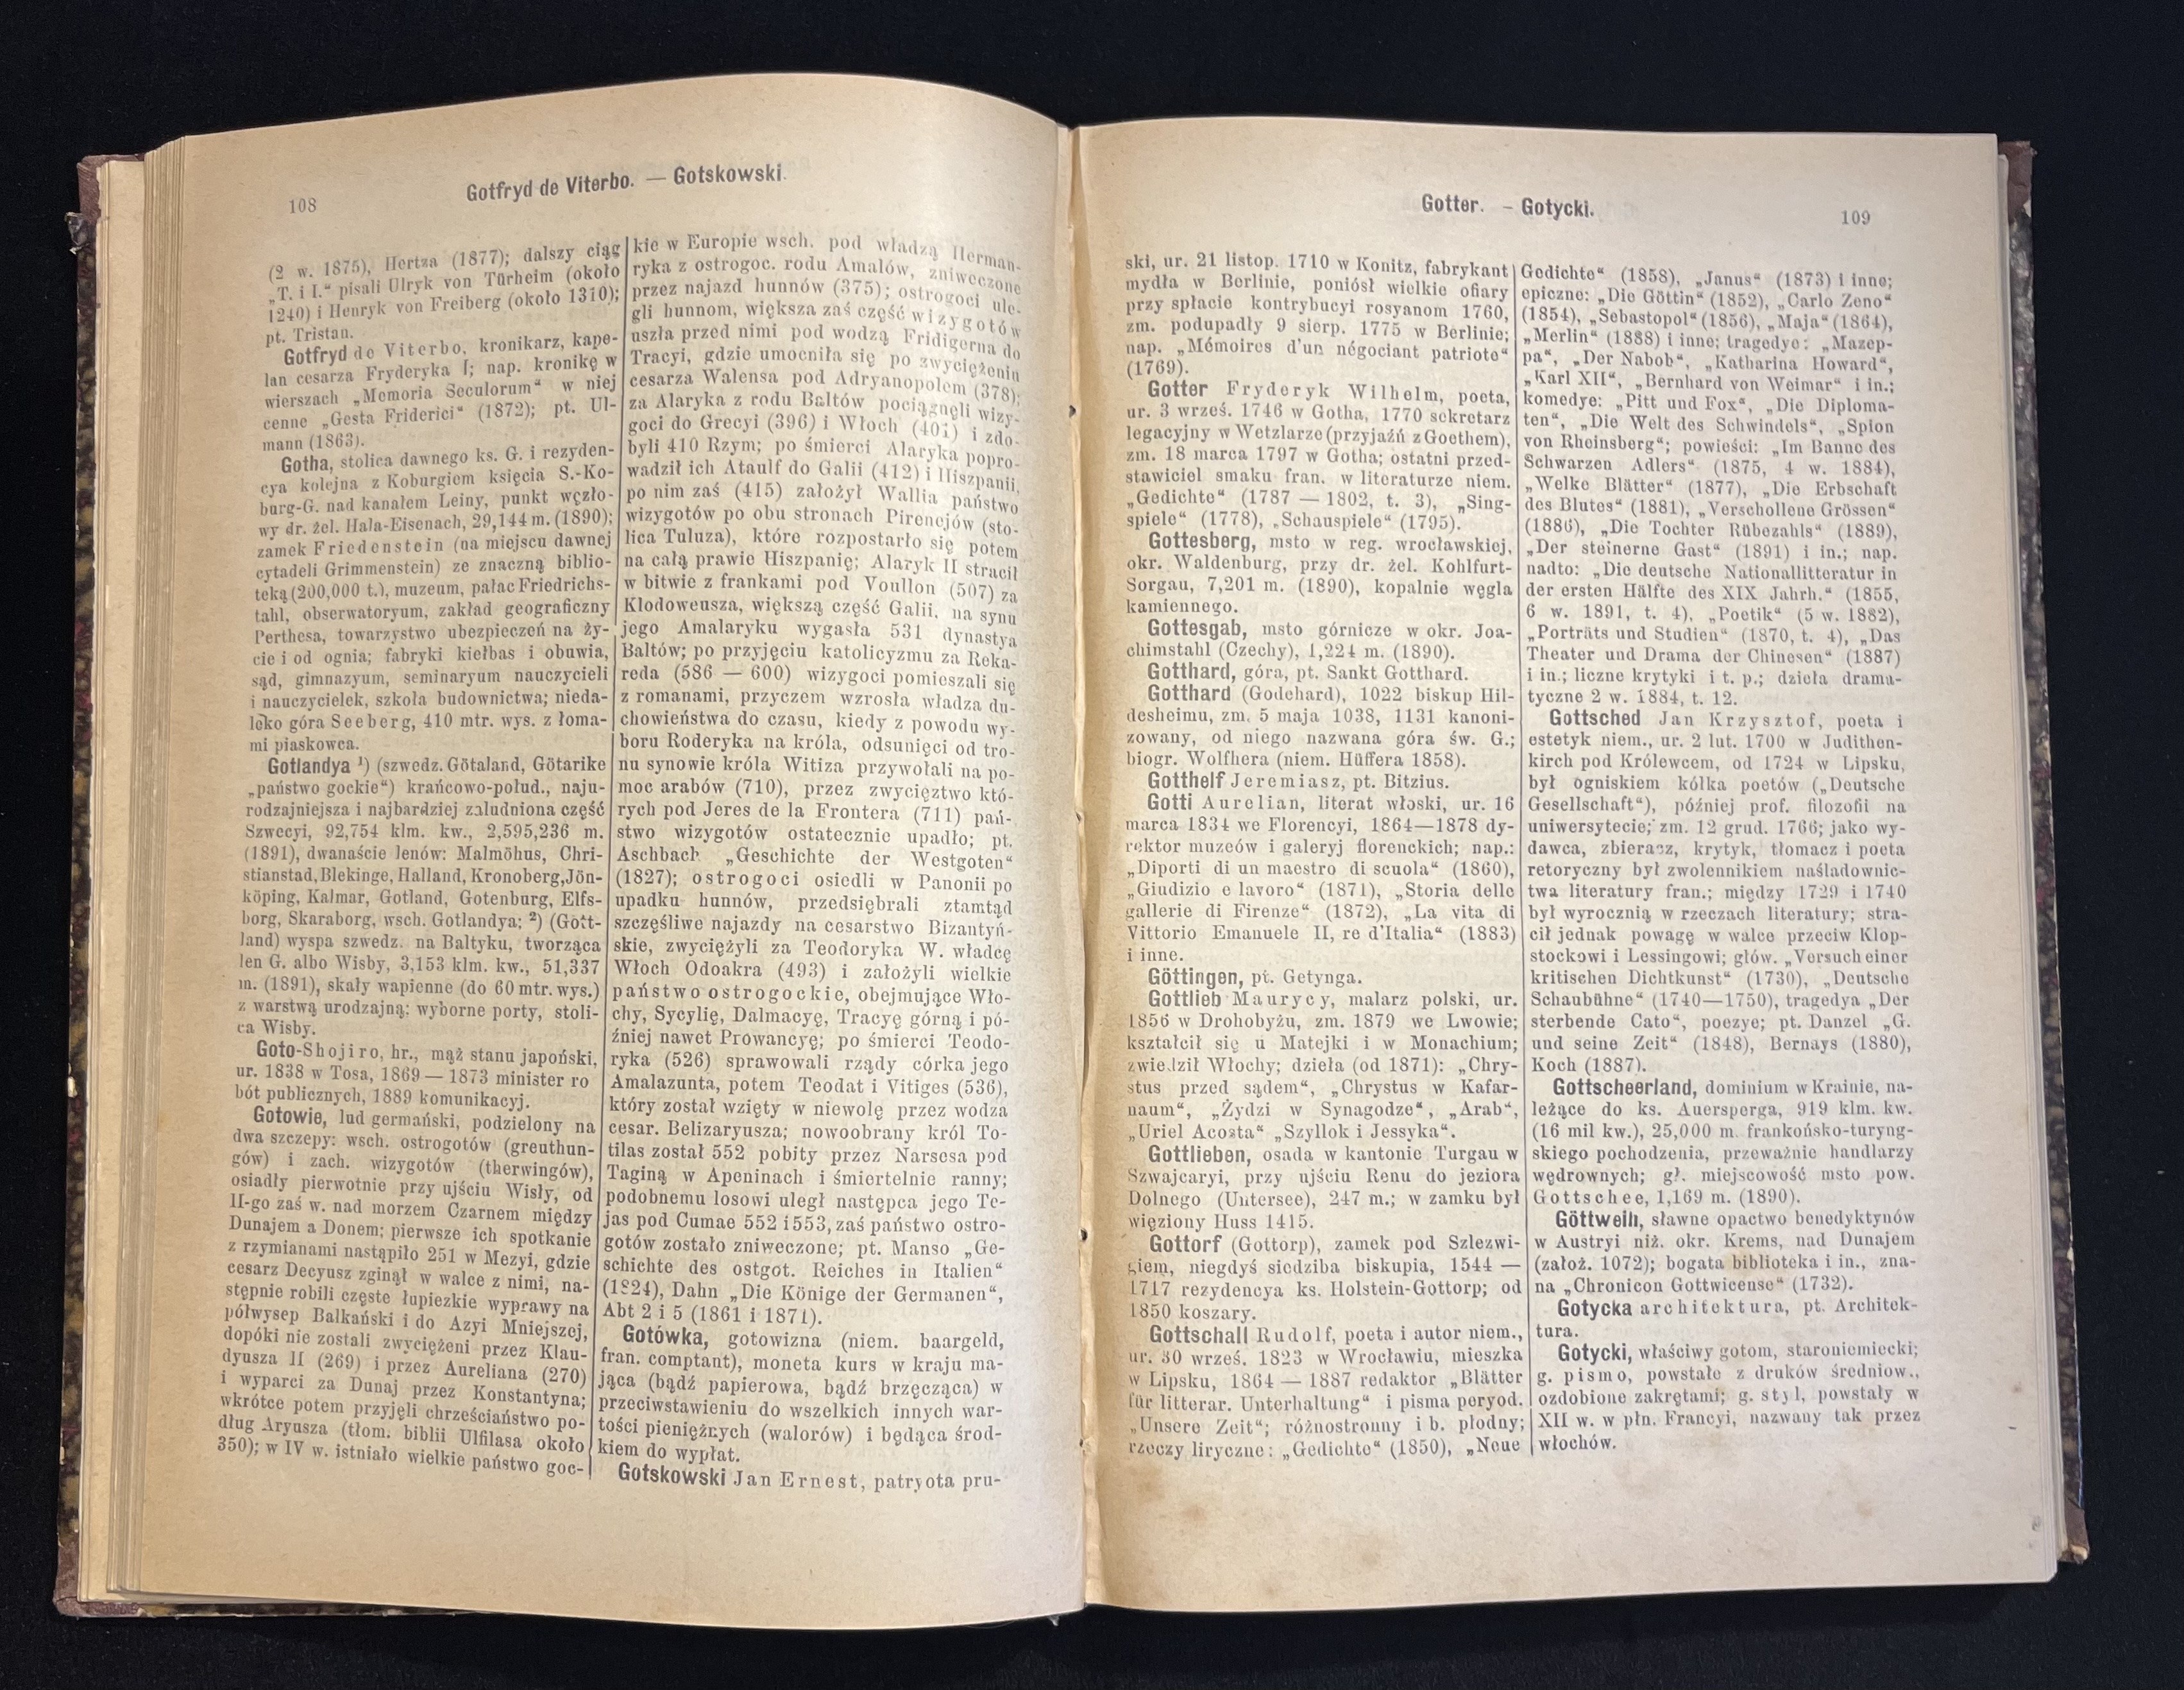 108
Gotfryd de Viterbo. — Gotskowski.
(2 w. 1875), Hertza (1877); dalszy ciąg
„T. i I.“ pisali Ulryk von Türheim (około
1240) i Henryk von Freiberg (około 1310);
pt. Tristan.
Gotfryd de Viterbo, kronikarz, kape-
lan cesarza Fryderyka I; nap. kronikę w
wierszach „Memoria Seculorum“ w niej
cenne „Gesta Friderici“ (1872); pt. Ul-
mann (1863).
Gotha, stolica dawnego ks. G. i rezyden-
cya kolejna z Koburgiem księcia S.-Ko-
burg-G. nad kanałem Leiny, punkt węzło-
wy dr. żel. Hala-Eisenach, 29,144 m. (1890);
zamek Friedenstein (na miejscu dawnej
cytadeli Grimmenstein) ze znaczną biblio-
teką (200,000 t.), muzeum, pałac Friedrichs-
tahl, obserwatoryum, zakład geograficzny
Perthesa, towarzystwo ubezpieczeń na ży-
cie i od ognia; fabryki kiełbas i obuwia,
sąd, gimnazyum, seminaryum nauczycieli
i nauczycielek, szkoła budownictwa; nieda-
leko góra Seeberg, 410 mtr. wys. z łoma-
mi piaskowca.
Gotlandya ¹) (szwedz. Götaland, Götarike
„państwo gockie“) krańcowo-połud., naju-
rodzajniejsza i najbardziej zaludniona część
Szwecyi, 92,754 klm. kw., 2,595,236 m.
(1891), dwanaście lenów: Malmöhus, Chri-
stianstad, Blekinge, Halland, Kronoberg, Jön-
köping, Kalmar, Gotland, Gotenburg, Elfs-
borg, Skaraborg, wsch. Gotlandya; ²) (Gott-
land) wyspa szwedz. na Baltyku, tworząca
len G. albo Wisby, 3,153 klm. kw., 51,337
m. (1891), skały wapienne (do 60 mtr. wys.)
z warstwą urodzajną; wyborne porty, stoli-
ca Wisby.
Goto-Shojiro, hr., mąż stanu japoński,
ur. 1838 w Tosa, 1869 — 1873 minister ro
bót publicznych, 1889 komunikacyj.
Gotowie, lud germański, podzielony na
dwa szczepy: wsch. ostrogotów (greuthun-
gów) i zach. wizygotów (therwingów),
osiadły pierwotnie przy ujściu Wisły, od
II-go zaś w. nad morzem Czarnem między
Dunajem a Donem; pierwsze ich spotkanie
z rzymianami nastąpiło 251 w Mezyi, gdzie
cesarz Decyusz zginął w walce z nimi, na-
stępnie robili częste łupiezkie wyprawy na
półwysep Bałkański i do Azyi Mniejszej,
dopóki nie zostali zwyciężeni przez Klau-
dyusza II (269) i przez Aureliana (270)
i wyparci za Dunaj przez Konstantyna;
wkrótce potem przyjęli chrześciaństwo po-
dług Aryusza (tłom. biblii Ulfilasa około
350); w IV w. istniało wielkie państwo goc-
kie w Europie wsch. pod władzą Herman-
ryka z ostrogoc. rodu Amalów, zniweczone
przez najazd hunnów (375); ostrogoci ule-
gli hunnom, większa zaś część wizygotów
uszła przed nimi pod wodzą Fridigerna do
Tracyi, gdzie umocniła się po zwyciężeniu
cesarza Walensa pod Adryanopolem (378);
za Alaryka z rodu Baltów pociągnęli wizy-
goci do Grecyi (396) i Włoch (401) i zdo-
byli 410 Rzym; po śmierci Alaryka popro-
wadził ich Ataulf do Galii (412) i Hiszpanii,
po nim zaś (415) założył Wallia państwo
wizygotów po obu stronach Pirenejów (sto-
lica Tuluza), które rozpostarło się potem
na całą prawie Hiszpanię; Alaryk II stracił
w bitwie z frankami pod Voullon (507) za
Klodoweusza, większą część Galii, na synu
jego Amalaryku wygasła 531 dynastya
Baltów; po przyjęciu katolicyzmu za Reka-
reda (586 — 600) wizygoci pomieszali się
z romanami, przyczem wzrosła władza du-
chowieństwa do czasu, kiedy z powodu wy-
boru Roderyka na króla, odsunięci od tro-
nu synowie króla Witiza przywołali na po-
moc arabów (710), przez zwycięztwo któ-
rych pod Jeres de la Frontera (711) pań-
stwo wizygotów ostatecznie upadło; pt.
Aschbach „Geschichte der Westgoten“
(1827); ostrogoci osiedli w Panonii po
upadku hunnów, przedsiębrali ztamtąd
szczęśliwe najazdy na cesarstwo Bizantyń-
skie, zwyciężyli za Teodoryka W. władcę
Włoch Odoakra (493) i założyli wielkie
państwo ostrogockie, obejmujące Wło-
chy, Sycylię, Dalmacyę, Tracyę górną i pó-
źniej nawet Prowancyę; po śmierci Teodo-
ryka (526) sprawowali rządy córka jego
Amalazunta, potem Teodat i Vitiges (536),
który został wzięty w niewolę przez wodza
cesar. Belizaryusza; nowoobrany król To-
tilas został 552 pobity przez Narsesa pod
Taginą w Apeninach i śmiertelnie ranny;
podobnemu losowi uległ następca jego Te-
jas pod Cumae 552 i 553, zaś państwo ostro-
gotów zostało zniweczone; pt. Manso „Ge-
schichte des ostgot. Reiches in Italien“
(1824), Dahn „Die Könige der Germanen“,
Abt 2 i 5 (1861 i 1871).
Gotówka, gotowizna (niem. baargeld,
fran. comptant), moneta kurs w kraju ma-
jąca (bądź papierowa, bądź brzęcząca) w
przeciwstawieniu do wszelkich innych war-
tości pieniężnych (walorów) i będąca środ-
kiem do wypłat.
Gotskowski Jan Ernest, patryota pru-
Gotter. – Gotycki.
109
ski, ur. 21 listop. 1710 w Konitz, fabrykant
mydła w Berlinie, poniósł wielkie ofiary
przy spłacie kontrybucyi rosyanom 1760,
zm. podupadły 9 sierp. 1775 w Berlinie;
nap. „Mémoires d'un négociant patriote“
(1769).
Gotter Fryderyk Wilhelm, poeta,
ur. 3 wrześ. 1746 w Gotha, 1770 sekretarz
legacyjny w Wetzlarze (przyjaźń z Goethem),
zm. 18 marca 1797 w Gotha; ostatni przed-
stawiciel smaku fran. w literaturze niem.
„Gedichte“ (1787 — 1802, t. 3), „Sing-
spiele“ (1778), „Schauspiele“ (1795).
Gottesberg, msto w reg. wrocławskiej,
okr. Waldenburg, przy dr. żel. Kohlfurt-
Sorgau, 7,201 m. (1890), kopalnie węgla
kamiennego.
Gottesgab, msto górnicze w okr. Joa-
chimstahl (Czechy), 1,224 m. (1890).
Gotthard, góra, pt. Sankt Gotthard.
Gotthard (Godehard), 1022 biskup Hil-
desheimu, zm. 5 maja 1038, 1131 kanoni-
zowany, od niego nazwana góra św. G.;
biogr. Wolfhera (niem. Hüffera 1858).
Gotthelf Jeremiasz, pt. Bitzius.
Gotti Aurelian, literat włoski, ur. 16
marca 1834 we Florencyi, 1864—1878 dy-
rektor muzeów i galeryj florenckich; nap.:
„Diporti di un maestro di scuola“ (1860),
„Giudizio e lavoro“ (1871), „Storia delle
gallerie di Firenze“ (1872), „La vita di
Vittorio Emanuele II, re d'Italia“ (1883)
i inne.
Göttingen, pt. Getynga.
Gottlieb Maurycy, malarz polski, ur.
1856 w Drohobyżu, zm. 1879 we Lwowie;
kształcił się u Matejki i w Monachium;
zwiedził Włochy; dzieła (od 1871): „Chry-
stus przed sądem“, „Chrystus w Kafar-
naum“, „Żydzi w Synagodze“, „Arab“,
„Uriel Acosta“ „Szyllok i Jessyka“.
Gottlieben, osada w kantonie Turgau w
Szwajcaryi, przy ujściu Renu do jeziora
Dolnego (Untersee), 247 m.; w zamku był
więziony Huss 1415.
Gottorf (Gottorp), zamek pod Szlezwi-
giem, niegdyś siedziba biskupia, 1544 —
1717 rezydencya ks. Holstein-Gottorp; od
1850 koszary.
Gottschall Rudolf, poeta i autor niem.,
ur. 30 wrześ. 1823 w Wrocławiu, mieszka
w Lipsku, 1864 — 1887 redaktor „Blätter
für litterar. Unterhaltung“ i pisma peryod.
„Unsere Zeit“; różnostronny i b. płodny;
rzeczy liryczne: „Gedichte“ (1850), „Neue
Gedichte“ (1858), „Janus“ (1873) i inne;
epiczne: „Die Göttin“ (1852), „Carlo Zeno“
(1854), „Sebastopol“ (1856), „Maja“ (1864),
„Merlin“ (1888) i inne; tragedye: „Mazep-
pa“, „Der Nabob“, „Katharina Howard“,
„Karl XII“, „Bernhard von Weimar“ i in.;
komedye: „Pitt und Fox“, „Die Diploma-
ten“, „Die Welt des Schwindels“, „Spion
von Rheinsberg“; powieści: „Im Banne des
Schwarzen Adlers“ (1875, 4 w. 1884),
„Welke Blätter“ (1877), „Die Erbschaft
des Blutes“ (1881), „Verschollene Grössen“
(1886), „Die Tochter Rübezahls“ (1889),
„Der steinerne Gast“ (1891) i in.; nap.
nadto: „Die deutsche Nationallitteratur in
der ersten Hälfte des XIX Jahrh.“ (1855,
6 w. 1891, t. 4), „Poetik“ (5 w. 1882),
„Porträts und Studien“ (1870, t. 4), „Das
Theater und Drama der Chinesen“ (1887)
i in.; liczne krytyki i t. p.; dzieła drama-
tyczne 2 w. 1884, t. 12.
Gottsched Jan Krzysztof, poeta i
estetyk niem., ur. 2 lut. 1700 w Judithen-
kirch pod Królewcem, od 1724 w Lipsku,
był ogniskiem kółka poetów („Deutsche
Gesellschaft“), później prof. filozofii na
uniwersytecie; zm. 12 grud. 1766; jako wy-
dawca, zbieracz, krytyk, tłomacz i poeta
retoryczny był zwolennikiem naśladownic-
twa literatury fran.; między 1729 i 1740
był wyrocznią w rzeczach literatury; stra-
cił jednak powagę w walce przeciw Klop-
stockowi i Lessingowi; głów. „Versuch einer
kritischen Dichtkunst“ (1730), „Deutsche
Schaubühne“ (1740—1750), tragedya „Der
sterbende Cato“, poezye; pt. Danzel „G.
und seine Zeit“ (1848), Bernays (1880),
Koch (1887).
Gottscheerland, dominium w Krainie, na-
leżące do ks. Auersperga, 919 klm. kw.
(16 mil kw.), 25,000 m. frankońsko-turyng-
skiego pochodzenia, przeważnie handlarzy
wędrownych; gł. miejscowość msto pow.
Gottschee, 1,169 m. (1890).
Göttweih, sławne opactwo benedyktynów
w Austryi niż. okr. Krems, nad Dunajem
(założ. 1072); bogata biblioteka i in., zna-
na „Chronicon Gottwicense“ (1732).
Gotycka architektura, pt. Architek-
tura.
Gotycki, właściwy gotom, staroniemiecki;
g. pismo, powstałe z druków średniow.,
ozdobione zakrętami; g. styl, powstały w
XII w. w płn. Francyi, nazwany tak przez
włochów.